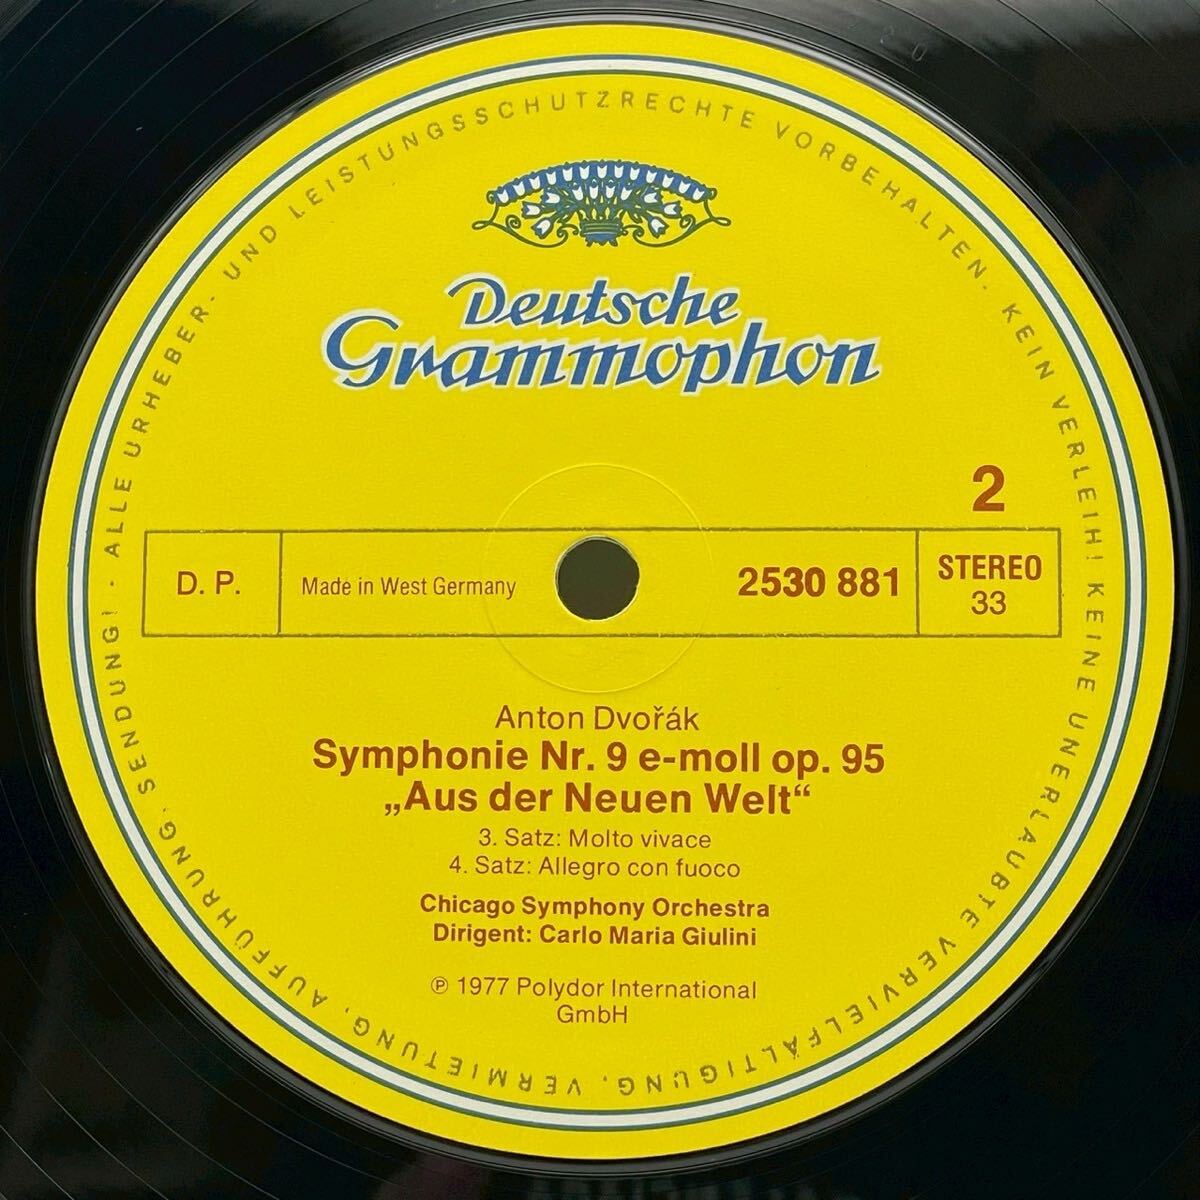 ALLE URHEBER- UND LEISTUNGSSCHUTZRECHTE VORBEHALTEN. KEIN VERLEIH! KEINE UNERLAUBTE VERVIELFÄLTIGUNG, VERMIETUNG, AUFFÜHRUNG, SENDUNG! ·
Deutsche
Grammophon
2
D. P.
Made in West Germany
2530 881
STEREO
33
Anton Dvořák
Symphonie Nr. 9 e-moll op. 95
„Aus der Neuen Welt“
3. Satz: Molto vivace
4. Satz: Allegro con fuoco
Chicago Symphony Orchestra
Dirigent: Carlo Maria Giulini
℗ 1977 Polydor International
GmbH